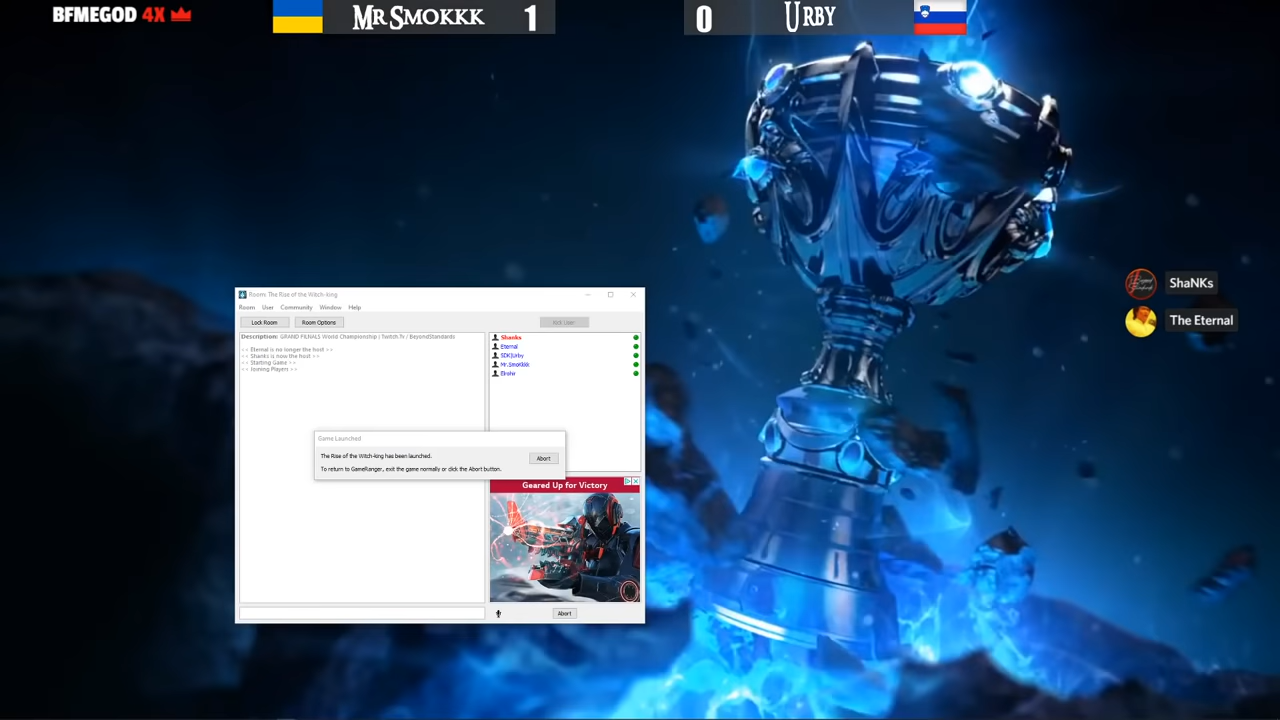 BFMEGOD 4X
MR SMOKKK 1
0 URBY
ShaNKs
The Eternal
Room: The Rise of the Witch-king
Room User Community Window Help
Lock Room Room Options Kick User
Description: GRAND FILNALS World Championship | Twitch.Tv / BeyondStandards
Eternal is no longer the host
Shanks is now the host
Starting Game
Joining Players
Shanks
Eternal
SDK|Urby
Mr.Smokkk
Elrohir
Game Launched
The Rise of the Witch-king has been launched.
To return to GameRanger, exit the game normally or click the Abort button.
Abort
Geared Up for Victory
Abort